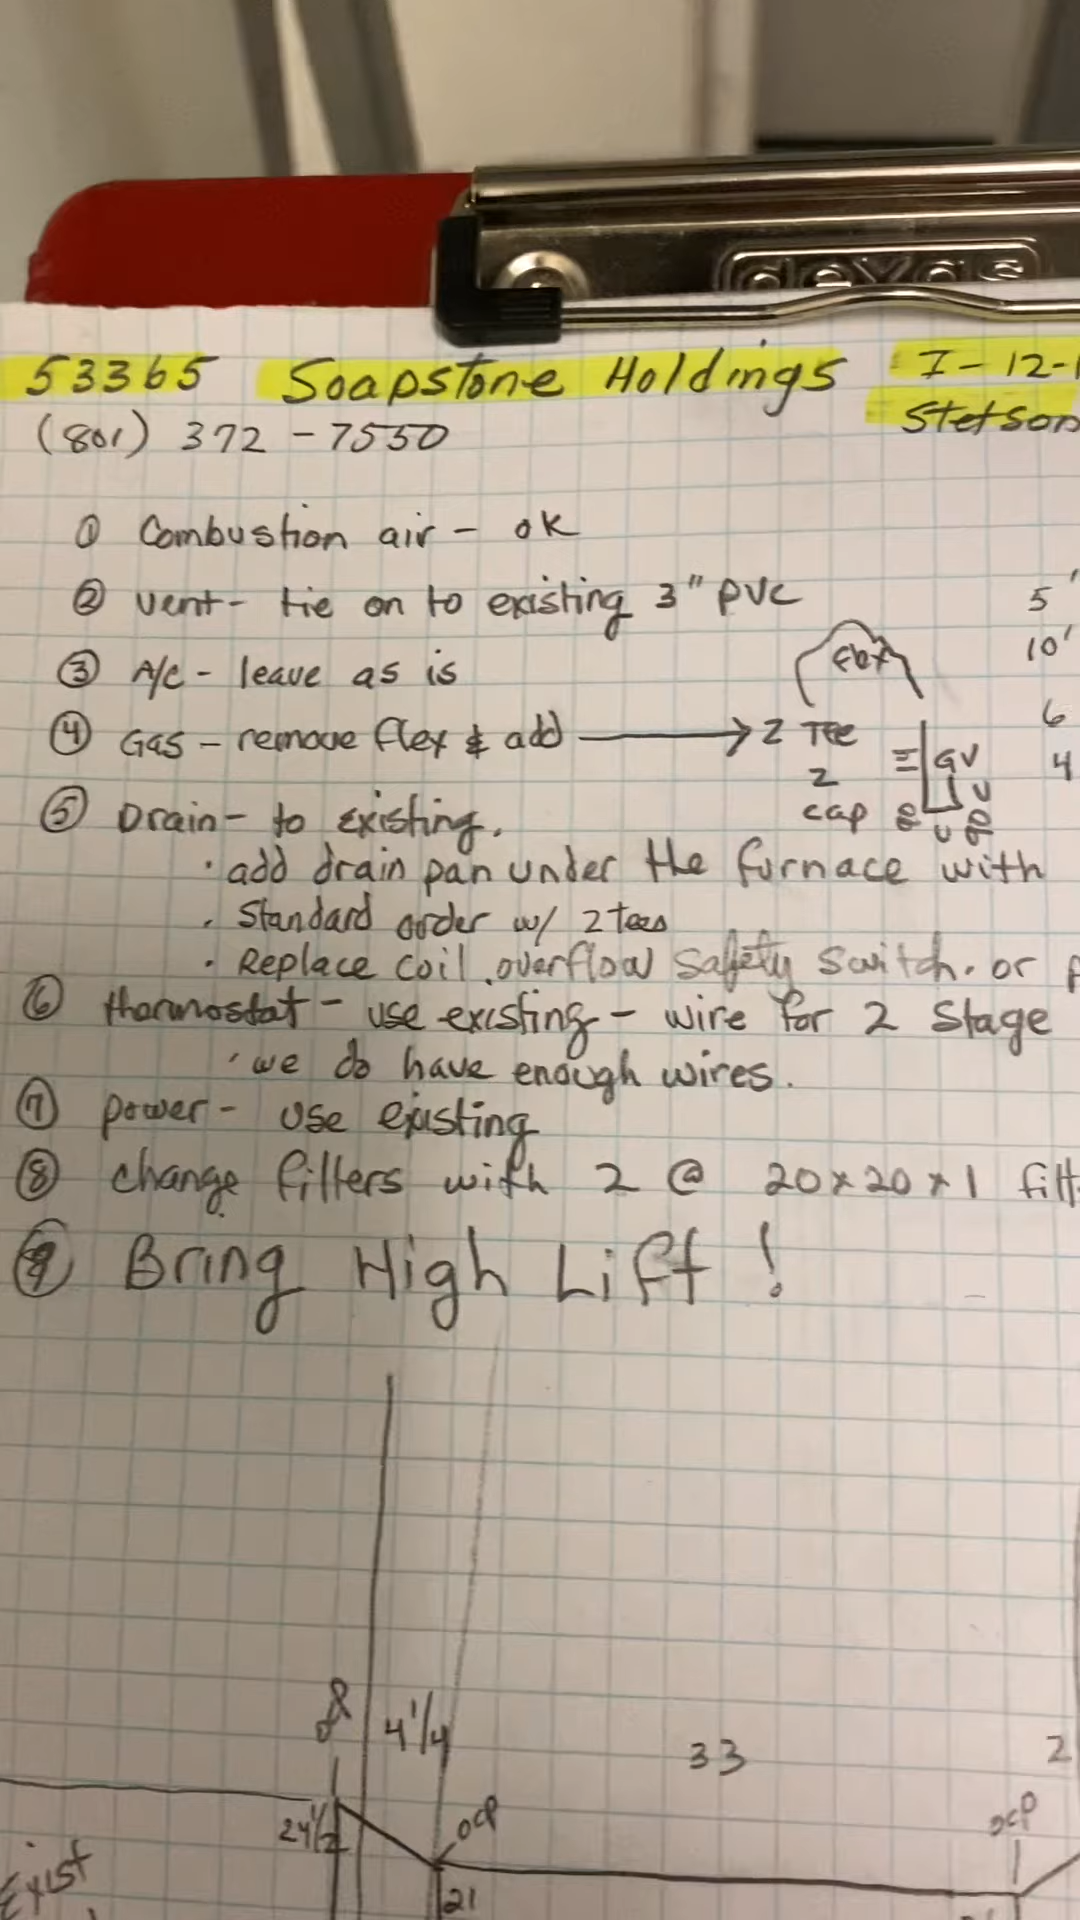 53365 Soapstone Holdings I-12-1
Stetson
(801) 372-7550
① Combustion air - ok
② vent - tie on to existing 3" PVC 5'
10'
③ A/c - leave as is flex
④ Gas - remove flex & add → 2 Tee 6
2 GV 4
cap U
U
⑤ Drain - to existing.
· add drain pan under the furnace with
· Standard order w/ 2 tees
· Replace coil overflow safety switch. or
⑥ thermostat - use existing - wire for 2 stage
· we do have enough wires.
⑦ power - use existing
⑧ change filters with 2 @ 20x20x1 filt
⑨ Bring High Lift!
4 1/4 33 2
24 1/2 ocp ocp
Exist 21